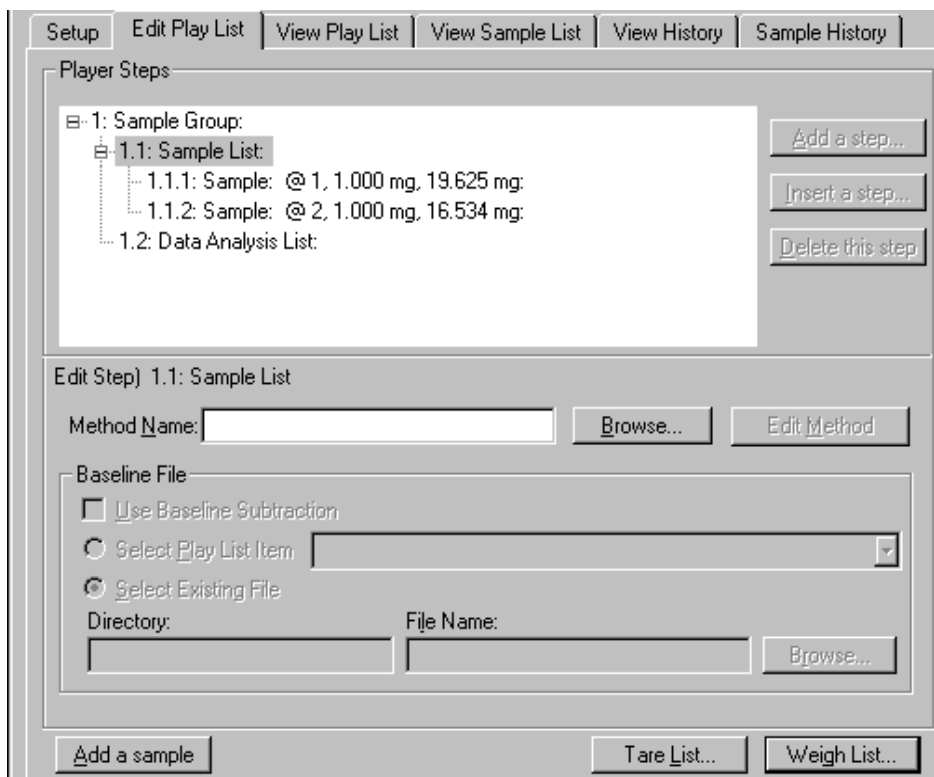 Setup Edit Play List View Play List View Sample List View History Sample History
Player Steps
1: Sample Group:
1.1: Sample List:
1.1.1: Sample: @ 1, 1.000 mg, 19.625 mg:
1.1.2: Sample: @ 2, 1.000 mg, 16.534 mg:
1.2: Data Analysis List:
Add a step...
Insert a step...
Delete this step
Edit Step) 1.1: Sample List
Method Name: Browse... Edit Method
Baseline File
Use Baseline Subtraction
Select Play List Item
Select Existing File
Directory: File Name:
Browse...
Add a sample Tare List... Weigh List...